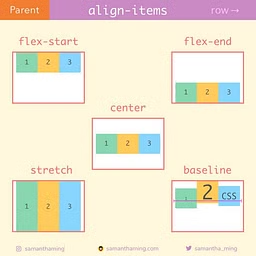 Parent align-items row →
flex-start flex-end
1 2 3
1 2 3
center
1 2 3
stretch baseline
1 2 3
1 2 CSS
samanthaming samanthaming.com samantha_ming